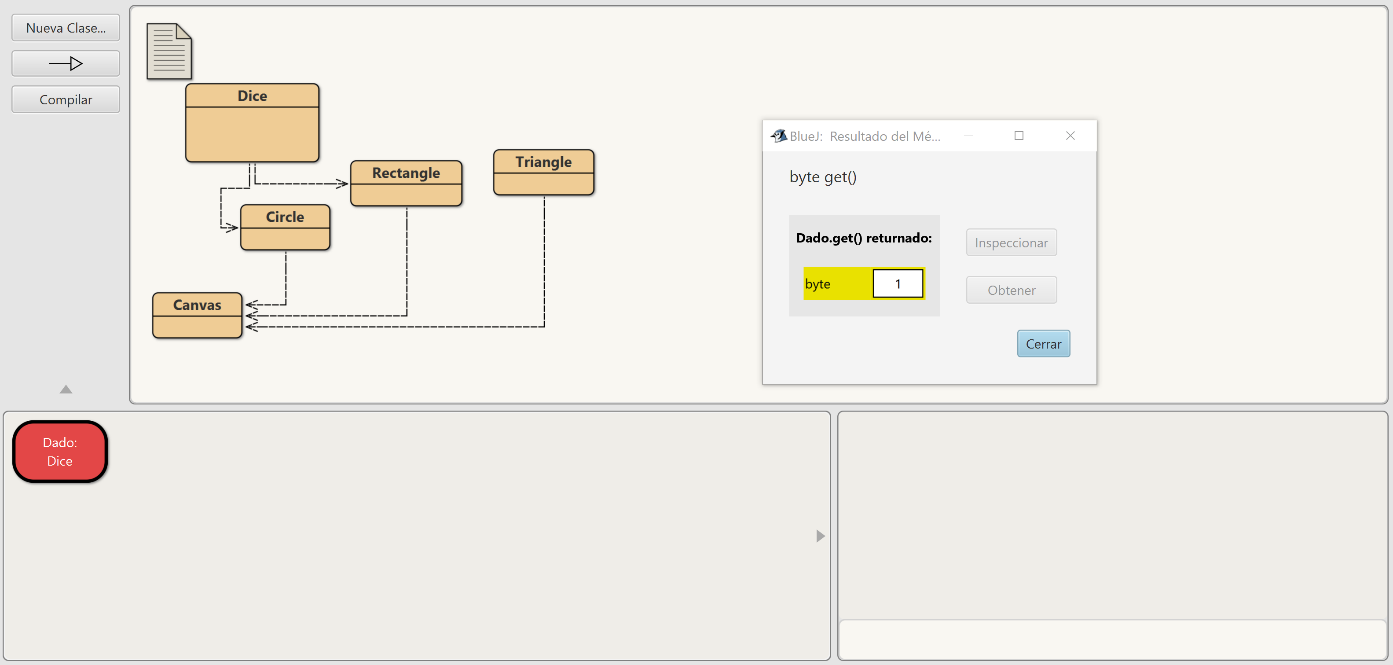 Nueva Clase...
Compilar
Dice
Rectangle
Triangle
Circle
Canvas
BlueJ: Resultado del Mé...
byte get()
Dado.get() returnado:
byte 1
Inspeccionar
Obtener
Cerrar
Dado:
Dice